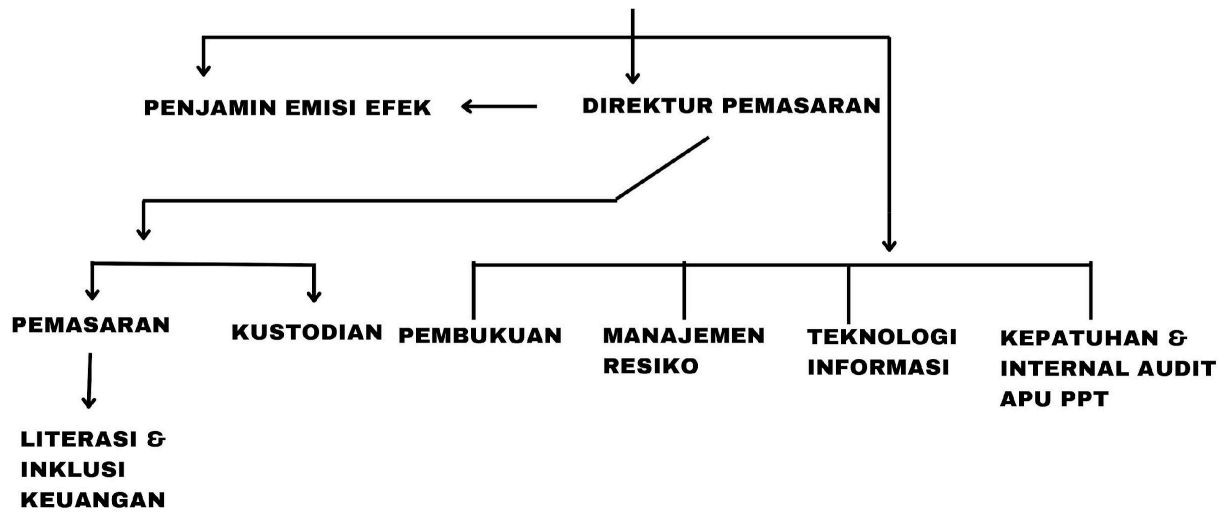 PENJAMIN EMISI EFEK
DIREKTUR PEMASARAN
PEMASARAN
KUSTODIAN
PEMBUKUAN
MANAJEMEN
RESIKO
TEKNOLOGI
INFORMASI
KEPATUHAN &
INTERNAL AUDIT
APU PPT
LITERASI &
INKLUSI
KEUANGAN